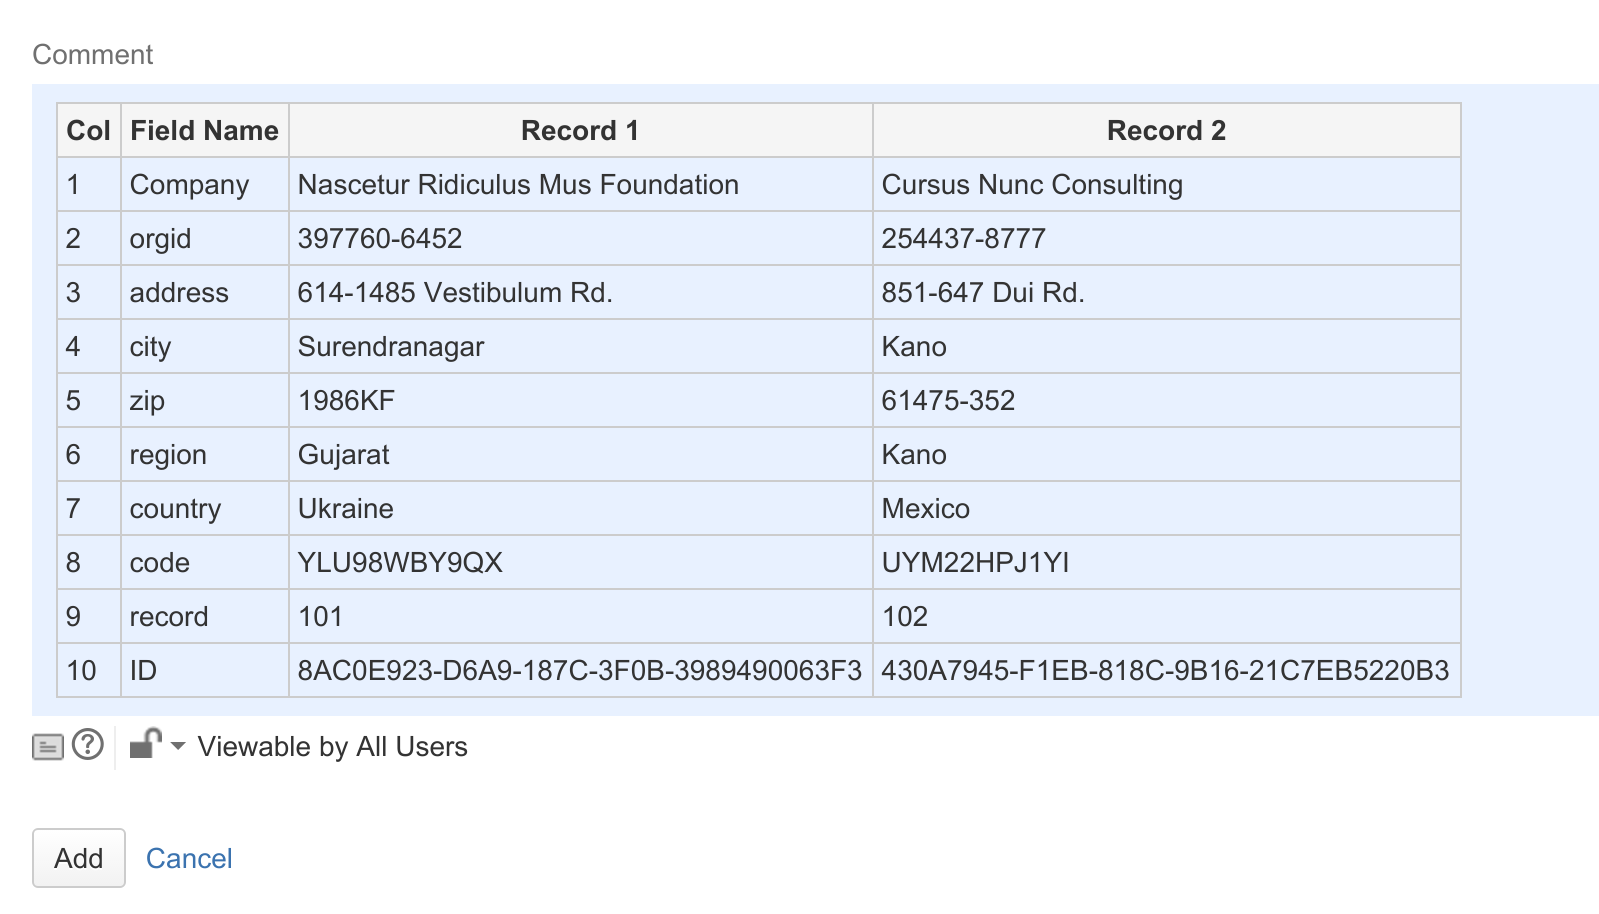 Comment
Col Field Name Record 1 Record 2
1 Company Nascetur Ridiculus Mus Foundation Cursus Nunc Consulting
2 orgid 397760-6452 254437-8777
3 address 614-1485 Vestibulum Rd. 851-647 Dui Rd.
4 city Surendranagar Kano
5 zip 1986KF 61475-352
6 region Gujarat Kano
7 country Ukraine Mexico
8 code YLU98WBY9QX UYM22HPJ1YI
9 record 101 102
10 ID 8AC0E923-D6A9-187C-3F0B-3989490063F3 430A7945-F1EB-818C-9B16-21C7EB5220B3
? Viewable by All Users
Add Cancel